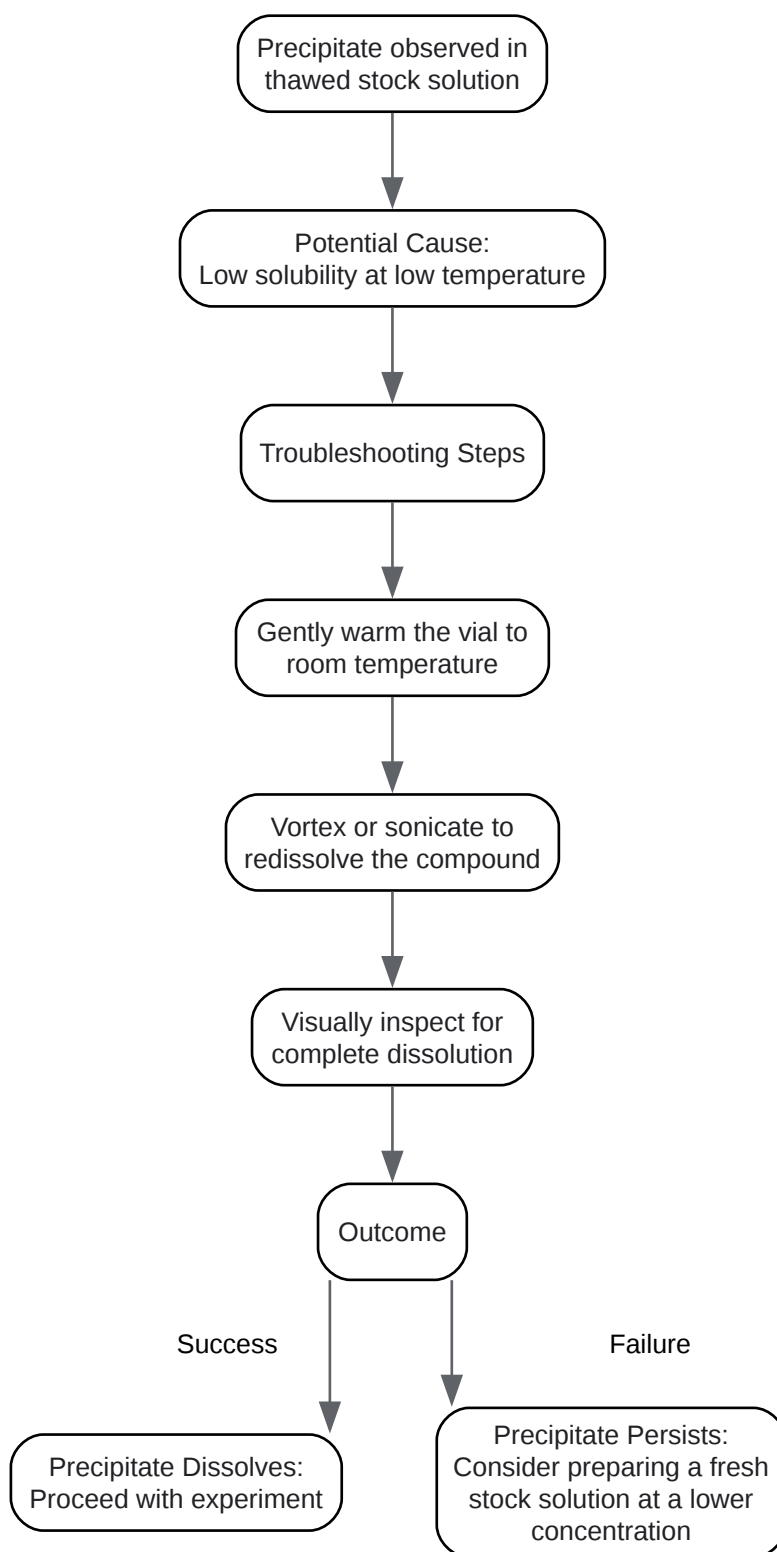 Precipitate observed in
thawed stock solution
Potential Cause:
Low solubility at low temperature
Troubleshooting Steps
Gently warm the vial to
room temperature
Vortex or sonicate to
redissolve the compound
Visually inspect for
complete dissolution
Outcome
Success
Failure
Precipitate Dissolves:
Proceed with experiment
Precipitate Persists:
Consider preparing a fresh
stock solution at a lower
concentration